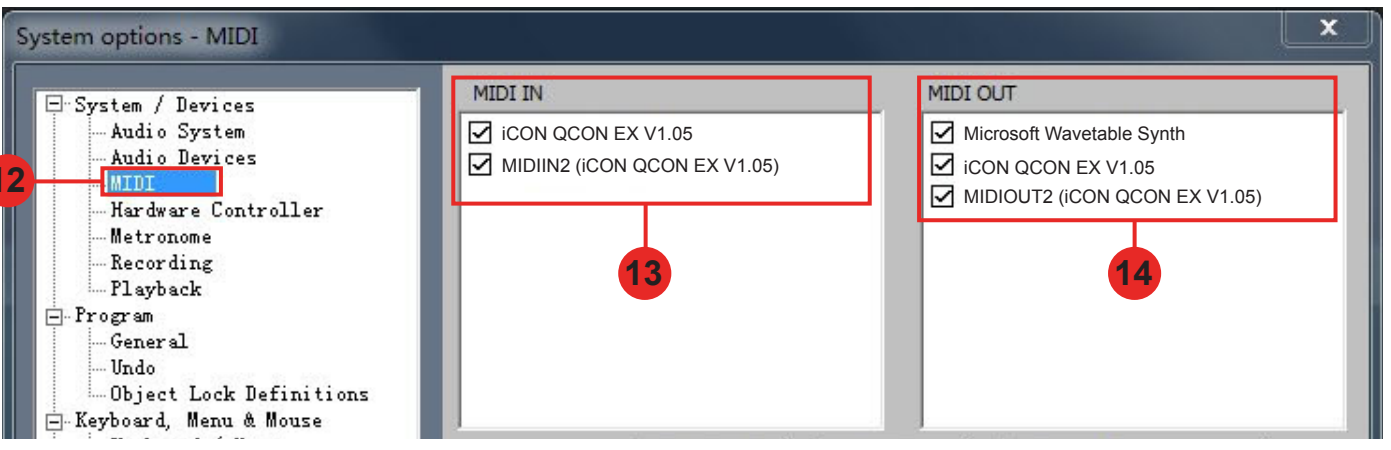 System options - MIDI
x
System / Devices
Audio System
Audio Devices
MIDI
Hardware Controller
Metronome
Recording
Playback
Program
General
Undo
Object Lock Definitions
Keyboard, Menu & Mouse
12
MIDI IN
iCON QCON EX V1.05
MIDIIN2 (iCON QCON EX V1.05)
13
MIDI OUT
Microsoft Wavetable Synth
iCON QCON EX V1.05
MIDIOUT2 (iCON QCON EX V1.05)
14